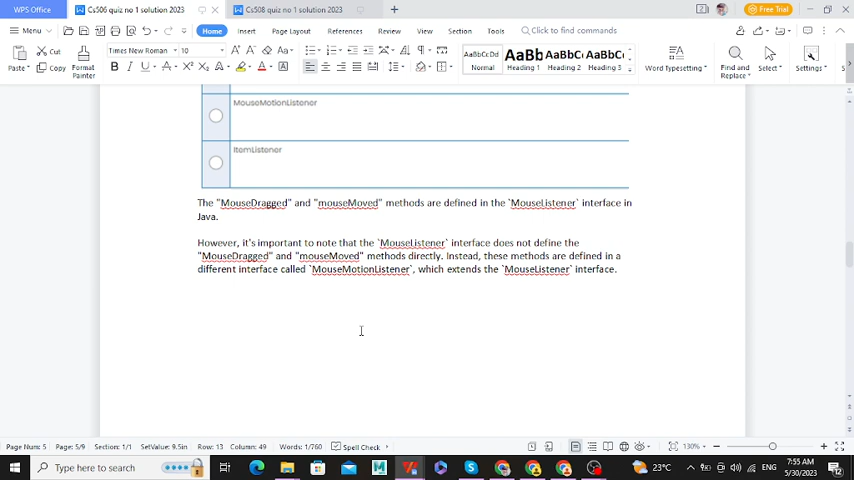 WPS Office
Cs506 quiz no 1 solution 2023
Cs508 quiz no 1 solution 2023
Free Trial
Menu
Home
Insert
Page Layout
References
Review
View
Section
Tools
Click to find commands
Paste
Cut
Copy
Format Painter
Times New Roman
10
AaBbCcDd
Normal
AaBb
Heading 1
AaBbC
Heading 2
AaBbC
Heading 3
Word Typesetting
Find and Replace
Select
Settings
MouseMotionListener
ItemListener
The "MouseDragged" and "mouseMoved" methods are defined in the `MouseListener` interface in
Java.
However, it's important to note that the `MouseListener` interface does not define the
"MouseDragged" and "mouseMoved" methods directly. Instead, these methods are defined in a
different interface called `MouseMotionListener`, which extends the `MouseListener` interface.
Page Num: 5 Page: 5/9 Section: 1/1 SetValue: 9.5in Row: 13 Column: 49 Words: 1/760 Spell Check
130%
Type here to search
23°C
ENG
7:55 AM
5/30/2023
12